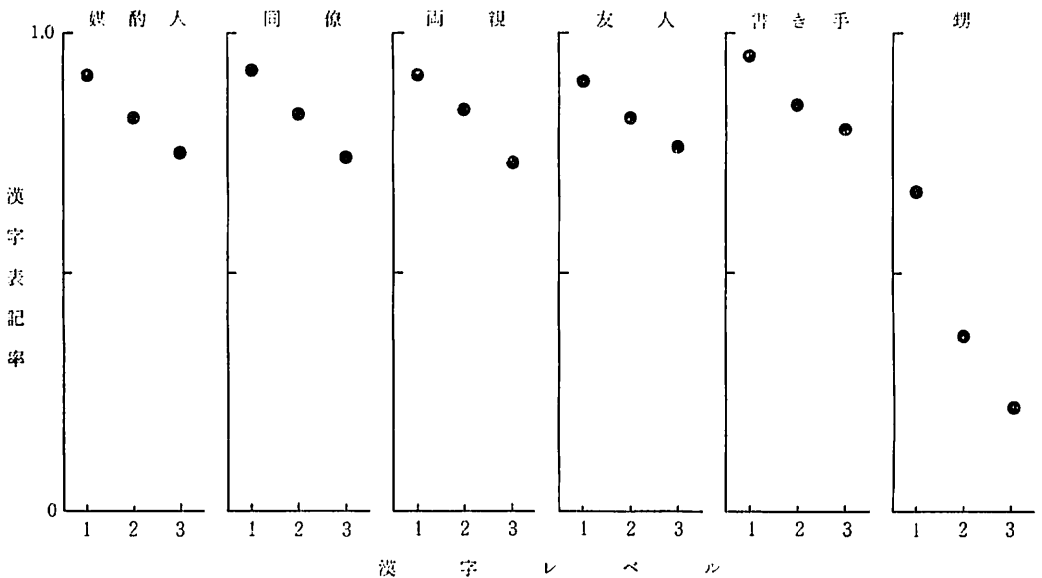 媒酌人 同僚 両親 友人 書き手 甥
1.0
漢字表記率
0
1 2 3 1 2 3 1 2 3 1 2 3 1 2 3 1 2 3
漢字レベル